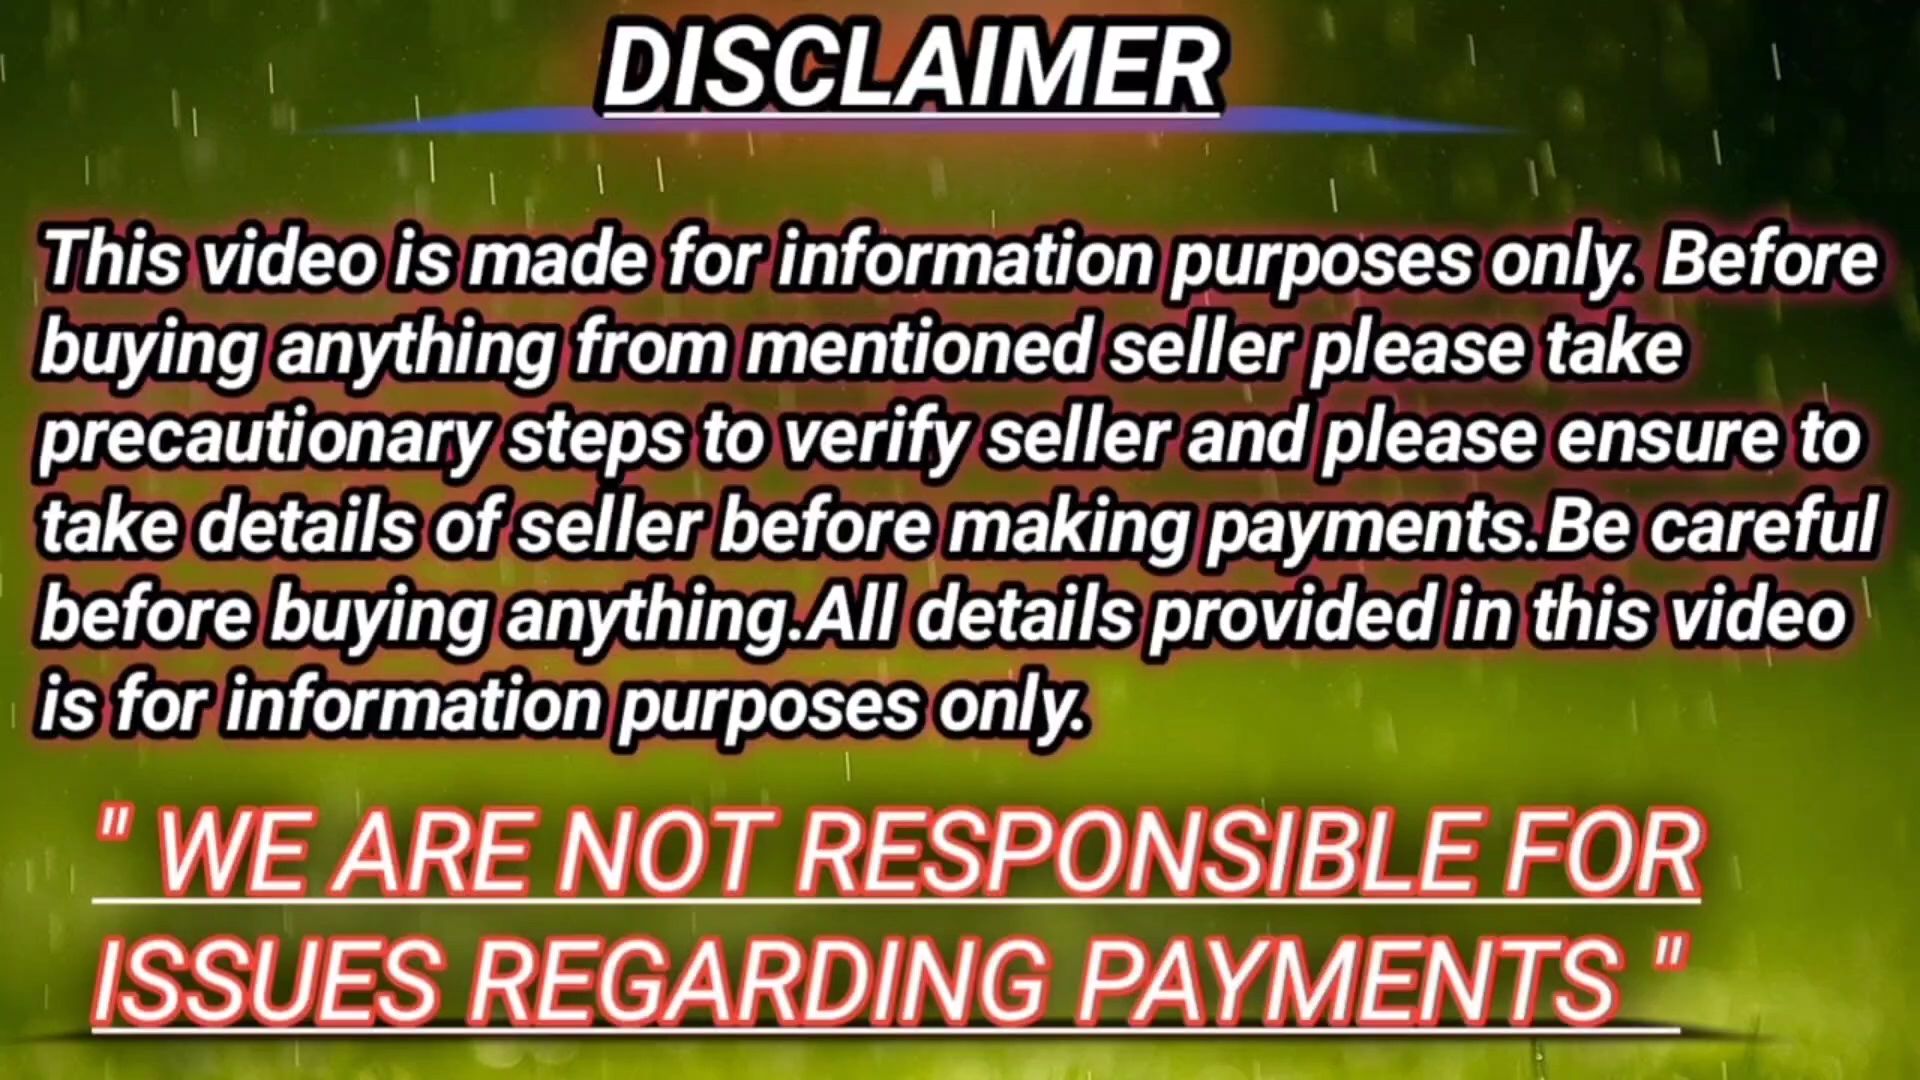 DISCLAIMER
This video is made for information purposes only. Before
buying anything from mentioned seller please take
precautionary steps to verify seller and please ensure to
take details of seller before making payments.Be careful
before buying anything.All details provided in this video
is for information purposes only.
" WE ARE NOT RESPONSIBLE FOR
ISSUES REGARDING PAYMENTS "